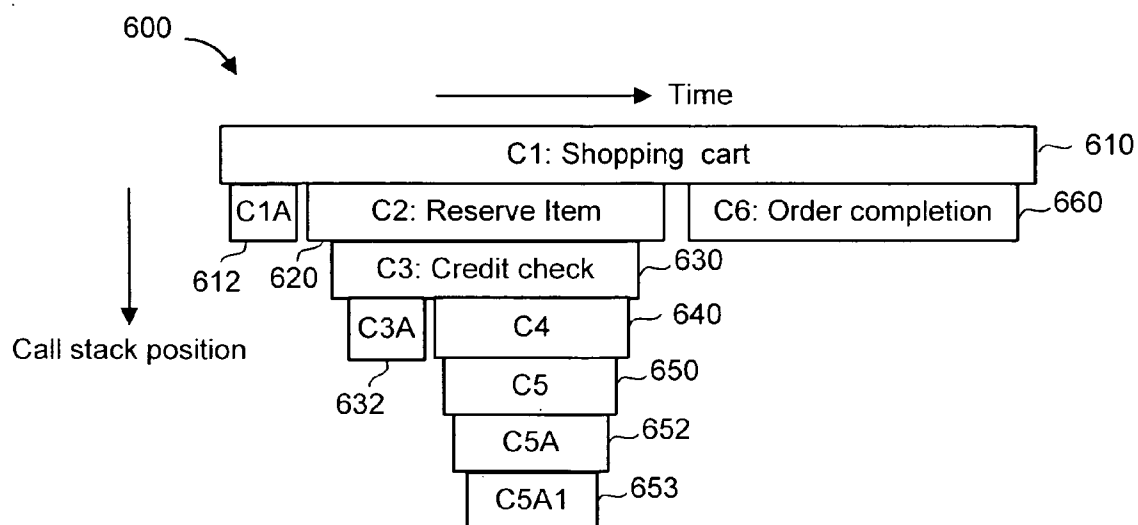 600
Time
C1: Shopping cart
610
C1A
C2: Reserve Item
C6: Order completion
660
612
620
C3: Credit check
630
C3A
C4
640
Call stack position
632
C5
650
C5A
652
C5A1
653